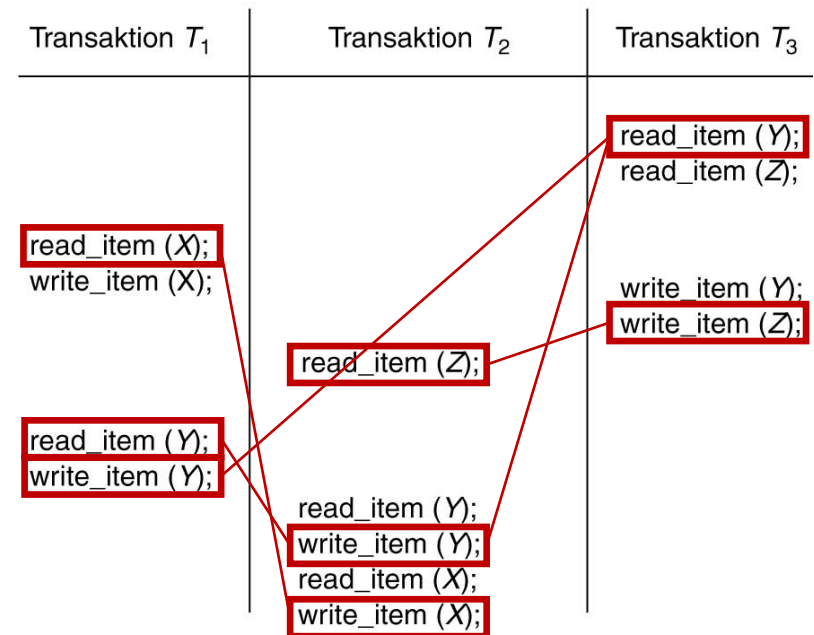 Transaktion T1 Transaktion T2 Transaktion T3
read_item (Y);
read_item (Z);
read_item (X);
write_item (X);
write_item (Y);
write_item (Z);
read_item (Z);
read_item (Y);
write_item (Y);
read_item (Y);
write_item (Y);
read_item (X);
write_item (X);